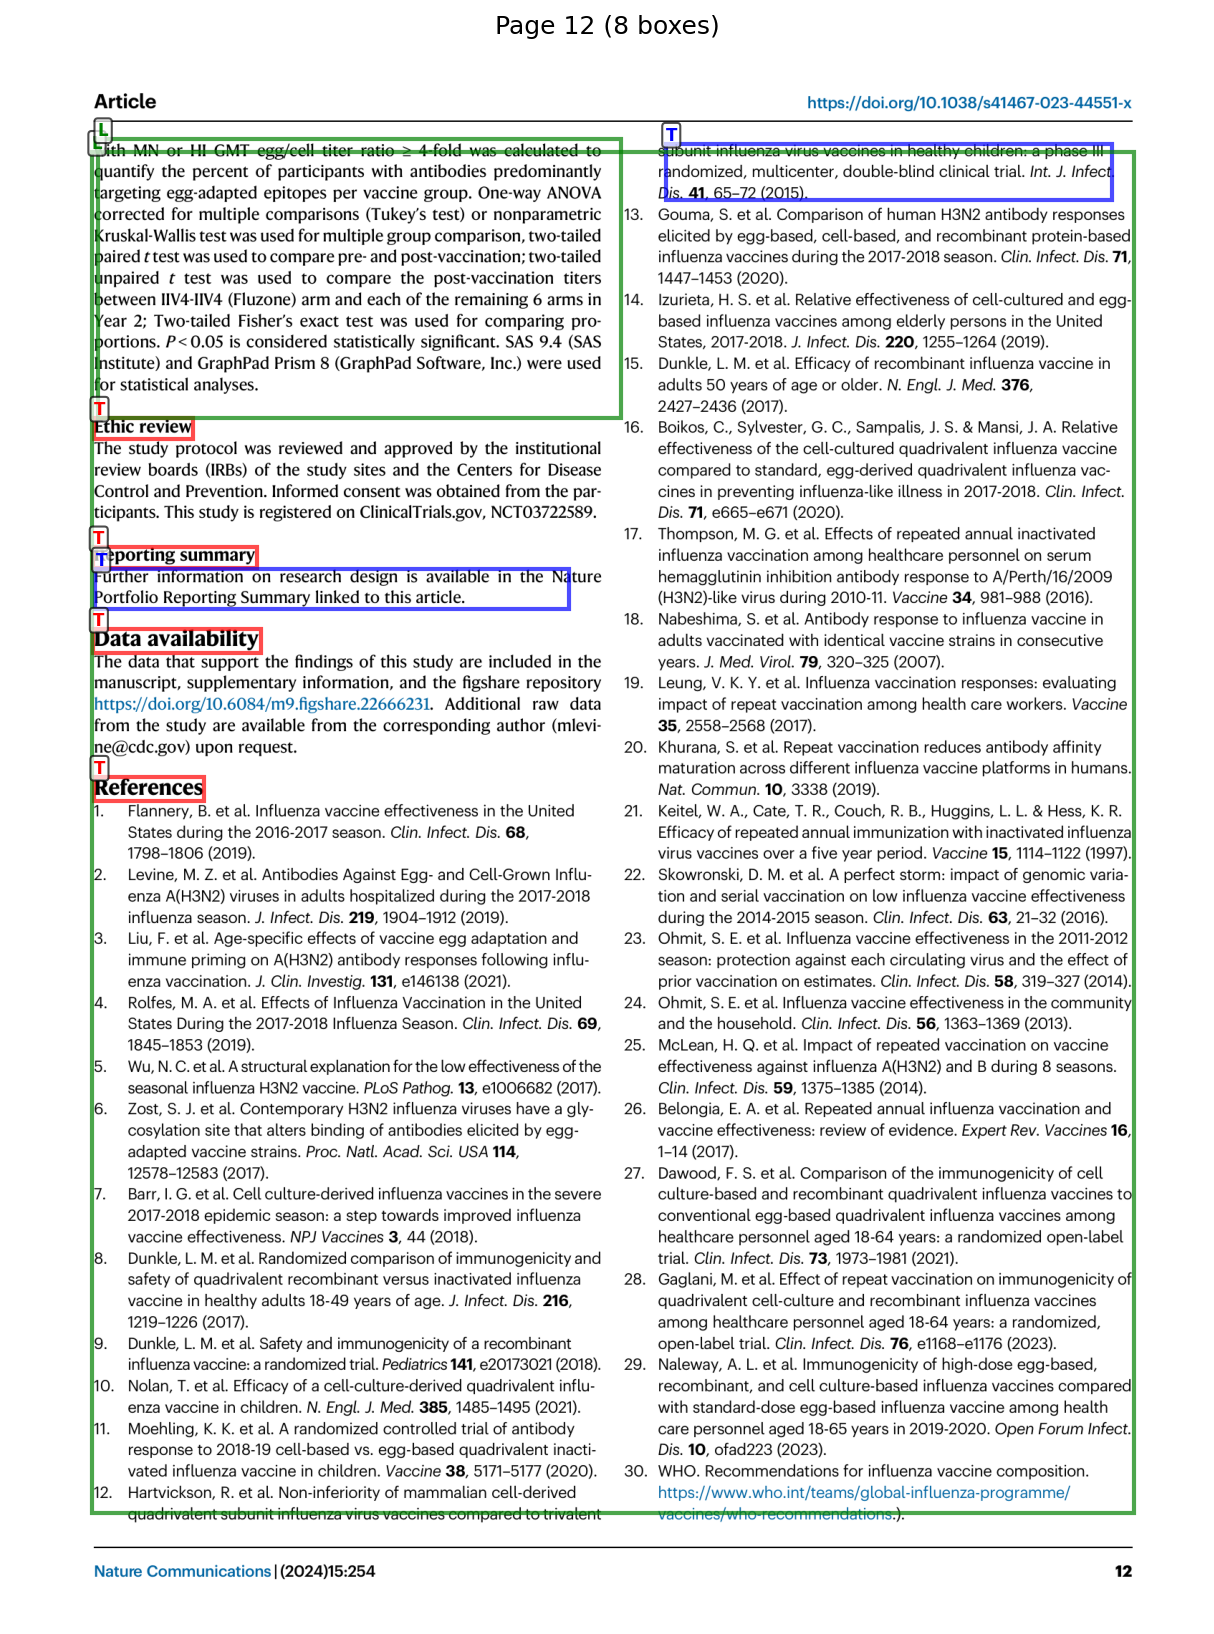 Page 12 (8 boxes)
Article
https://doi.org/10.1038/s41467-023-44551-x
L
L
with MN or HI GMT egg/cell titer ratio ≥ 4-fold was calculated to
quantify the percent of participants with antibodies predominantly
targeting egg-adapted epitopes per vaccine group. One-way ANOVA
corrected for multiple comparisons (Tukey's test) or nonparametric
Kruskal-Wallis test was used for multiple group comparison, two-tailed
paired t test was used to compare pre- and post-vaccination; two-tailed
unpaired t test was used to compare the post-vaccination titers
between IIV4-IIV4 (Fluzone) arm and each of the remaining 6 arms in
Year 2; Two-tailed Fisher's exact test was used for comparing pro-
portions. P < 0.05 is considered statistically significant. SAS 9.4 (SAS
Institute) and GraphPad Prism 8 (GraphPad Software, Inc.) were used
for statistical analyses.
T
Ethic review
The study protocol was reviewed and approved by the institutional
review boards (IRBs) of the study sites and the Centers for Disease
Control and Prevention. Informed consent was obtained from the par-
ticipants. This study is registered on ClinicalTrials.gov, NCT03722589.
T
Reporting summary
T
Further information on research design is available in the Nature
Portfolio Reporting Summary linked to this article.
T
Data availability
The data that support the findings of this study are included in the
manuscript, supplementary information, and the figshare repository
https://doi.org/10.6084/m9.figshare.22666231. Additional raw data
from the study are available from the corresponding author (mlevi-
ne@cdc.gov) upon request.
T
References
1. Flannery, B. et al. Influenza vaccine effectiveness in the United
States during the 2016-2017 season. Clin. Infect. Dis. 68,
1798–1806 (2019).
2. Levine, M. Z. et al. Antibodies Against Egg- and Cell-Grown Influ-
enza A(H3N2) viruses in adults hospitalized during the 2017-2018
influenza season. J. Infect. Dis. 219, 1904–1912 (2019).
3. Liu, F. et al. Age-specific effects of vaccine egg adaptation and
immune priming on A(H3N2) antibody responses following influ-
enza vaccination. J. Clin. Investig. 131, e146138 (2021).
4. Rolfes, M. A. et al. Effects of Influenza Vaccination in the United
States During the 2017-2018 Influenza Season. Clin. Infect. Dis. 69,
1845–1853 (2019).
5. Wu, N. C. et al. A structural explanation for the low effectiveness of the
seasonal influenza H3N2 vaccine. PLoS Pathog. 13, e1006682 (2017).
6. Zost, S. J. et al. Contemporary H3N2 influenza viruses have a gly-
cosylation site that alters binding of antibodies elicited by egg-
adapted vaccine strains. Proc. Natl. Acad. Sci. USA 114,
12578–12583 (2017).
7. Barr, I. G. et al. Cell culture-derived influenza vaccines in the severe
2017-2018 epidemic season: a step towards improved influenza
vaccine effectiveness. NPJ Vaccines 3, 44 (2018).
8. Dunkle, L. M. et al. Randomized comparison of immunogenicity and
safety of quadrivalent recombinant versus inactivated influenza
vaccine in healthy adults 18-49 years of age. J. Infect. Dis. 216,
1219–1226 (2017).
9. Dunkle, L. M. et al. Safety and immunogenicity of a recombinant
influenza vaccine: a randomized trial. Pediatrics 141, e20173021 (2018).
10. Nolan, T. et al. Efficacy of a cell-culture-derived quadrivalent influ-
enza vaccine in children. N. Engl. J. Med. 385, 1485–1495 (2021).
11. Moehling, K. K. et al. A randomized controlled trial of antibody
response to 2018-19 cell-based vs. egg-based quadrivalent inacti-
vated influenza vaccine in children. Vaccine 38, 5171–5177 (2020).
12. Hartvickson, R. et al. Non-inferiority of mammalian cell-derived
quadrivalent subunit influenza virus vaccines compared to trivalent
T
subunit influenza virus vaccines in healthy children: a phase III
randomized, multicenter, double-blind clinical trial. Int. J. Infect.
Dis. 41, 65–72 (2015).
13. Gouma, S. et al. Comparison of human H3N2 antibody responses
elicited by egg-based, cell-based, and recombinant protein-based
influenza vaccines during the 2017-2018 season. Clin. Infect. Dis. 71,
1447–1453 (2020).
14. Izurieta, H. S. et al. Relative effectiveness of cell-cultured and egg-
based influenza vaccines among elderly persons in the United
States, 2017-2018. J. Infect. Dis. 220, 1255–1264 (2019).
15. Dunkle, L. M. et al. Efficacy of recombinant influenza vaccine in
adults 50 years of age or older. N. Engl. J. Med. 376,
2427–2436 (2017).
16. Boikos, C., Sylvester, G. C., Sampalis, J. S. & Mansi, J. A. Relative
effectiveness of the cell-cultured quadrivalent influenza vaccine
compared to standard, egg-derived quadrivalent influenza vac-
cines in preventing influenza-like illness in 2017-2018. Clin. Infect.
Dis. 71, e665–e671 (2020).
17. Thompson, M. G. et al. Effects of repeated annual inactivated
influenza vaccination among healthcare personnel on serum
hemagglutinin inhibition antibody response to A/Perth/16/2009
(H3N2)-like virus during 2010-11. Vaccine 34, 981–988 (2016).
18. Nabeshima, S. et al. Antibody response to influenza vaccine in
adults vaccinated with identical vaccine strains in consecutive
years. J. Med. Virol. 79, 320–325 (2007).
19. Leung, V. K. Y. et al. Influenza vaccination responses: evaluating
impact of repeat vaccination among health care workers. Vaccine
35, 2558–2568 (2017).
20. Khurana, S. et al. Repeat vaccination reduces antibody affinity
maturation across different influenza vaccine platforms in humans.
Nat. Commun. 10, 3338 (2019).
21. Keitel, W. A., Cate, T. R., Couch, R. B., Huggins, L. L. & Hess, K. R.
Efficacy of repeated annual immunization with inactivated influenza
virus vaccines over a five year period. Vaccine 15, 1114–1122 (1997).
22. Skowronski, D. M. et al. A perfect storm: impact of genomic varia-
tion and serial vaccination on low influenza vaccine effectiveness
during the 2014-2015 season. Clin. Infect. Dis. 63, 21–32 (2016).
23. Ohmit, S. E. et al. Influenza vaccine effectiveness in the 2011-2012
season: protection against each circulating virus and the effect of
prior vaccination on estimates. Clin. Infect. Dis. 58, 319–327 (2014).
24. Ohmit, S. E. et al. Influenza vaccine effectiveness in the community
and the household. Clin. Infect. Dis. 56, 1363–1369 (2013).
25. McLean, H. Q. et al. Impact of repeated vaccination on vaccine
effectiveness against influenza A(H3N2) and B during 8 seasons.
Clin. Infect. Dis. 59, 1375–1385 (2014).
26. Belongia, E. A. et al. Repeated annual influenza vaccination and
vaccine effectiveness: review of evidence. Expert Rev. Vaccines 16,
1–14 (2017).
27. Dawood, F. S. et al. Comparison of the immunogenicity of cell
culture-based and recombinant quadrivalent influenza vaccines to
conventional egg-based quadrivalent influenza vaccines among
healthcare personnel aged 18-64 years: a randomized open-label
trial. Clin. Infect. Dis. 73, 1973–1981 (2021).
28. Gaglani, M. et al. Effect of repeat vaccination on immunogenicity of
quadrivalent cell-culture and recombinant influenza vaccines
among healthcare personnel aged 18-64 years: a randomized,
open-label trial. Clin. Infect. Dis. 76, e1168–e1176 (2023).
29. Naleway, A. L. et al. Immunogenicity of high-dose egg-based,
recombinant, and cell culture-based influenza vaccines compared
with standard-dose egg-based influenza vaccine among health
care personnel aged 18-65 years in 2019-2020. Open Forum Infect.
Dis. 10, ofad223 (2023).
30. WHO. Recommendations for influenza vaccine composition.
https://www.who.int/teams/global-influenza-programme/
vaccines/who-recommendations.).
Nature Communications | (2024)15:254
12